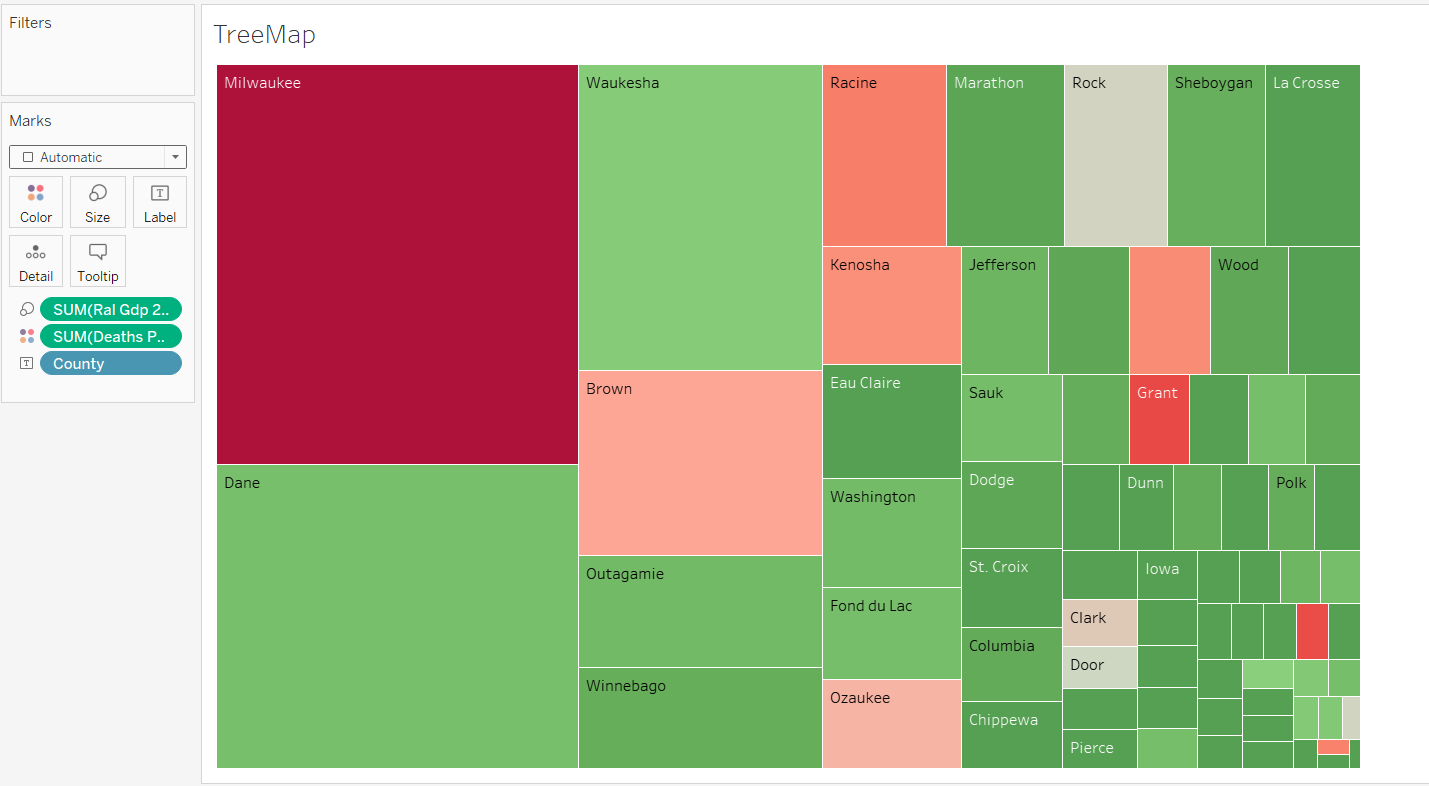 Filters
Marks
Automatic
Color
Size
Label
Detail
Tooltip
SUM(Ral Gdp 2..
SUM(Deaths P..
County
TreeMap
Milwaukee
Dane
Waukesha
Brown
Outagamie
Winnebago
Racine
Marathon
Rock
Sheboygan
La Crosse
Kenosha
Eau Claire
Washington
Fond du Lac
Ozaukee
Jefferson
Wood
Sauk
Grant
Dodge
Dunn
Polk
St. Croix
Iowa
Clark
Columbia
Door
Chippewa
Pierce